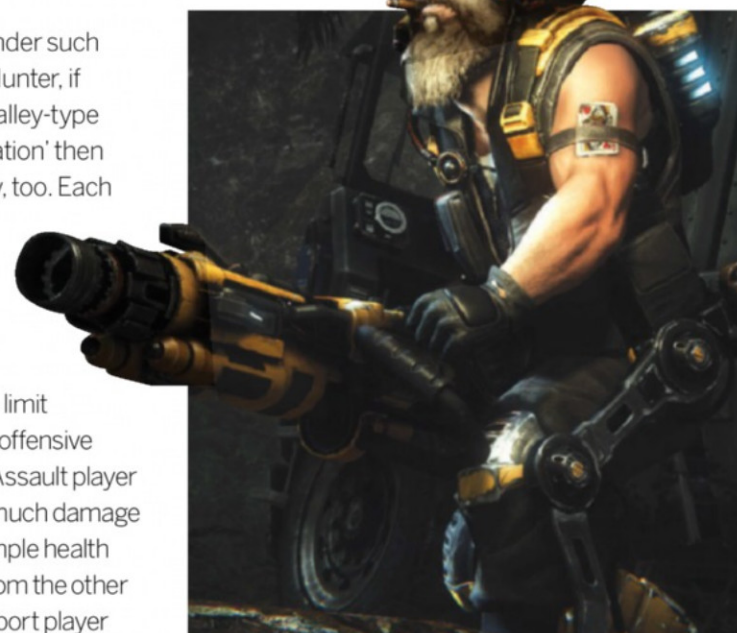 nder such
Hunter, if
alley-type
ation' then
, too. Each
limit
offensive
Assault player
much damage
mple health
om the other
port player